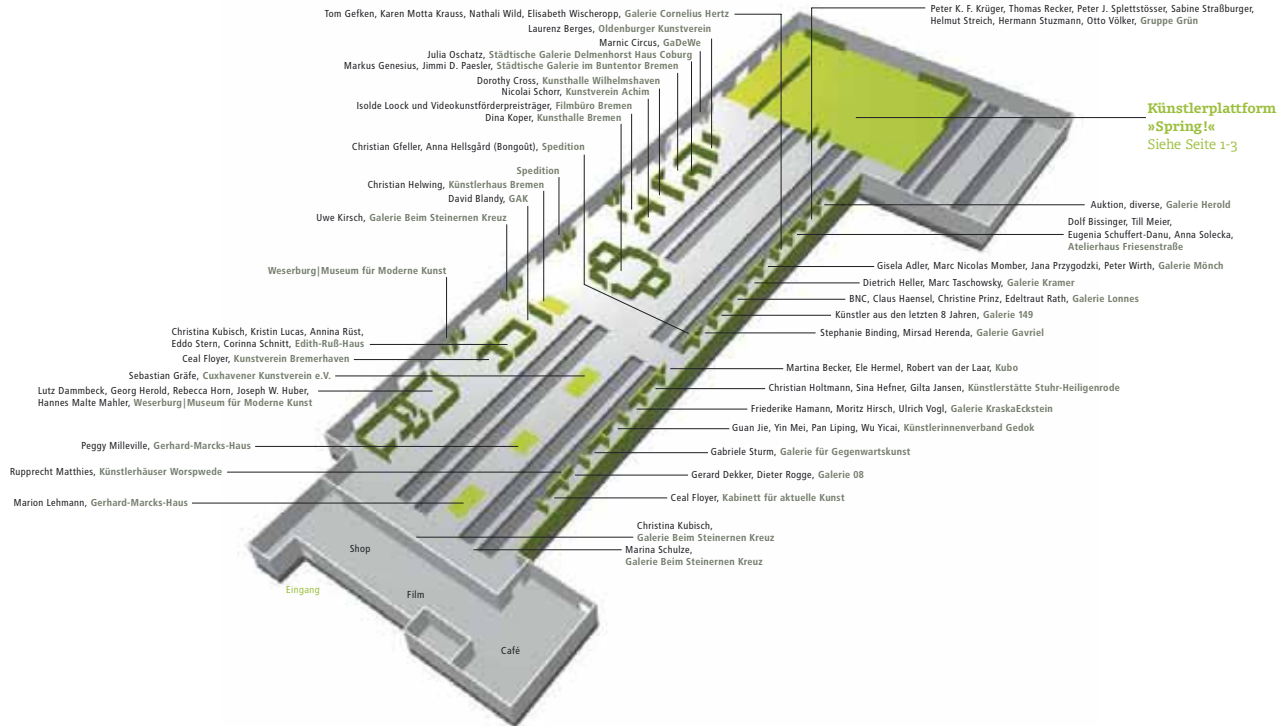 Tom Gefken, Karen Motta Krauss, Nathali Wild, Elisabeth Wischeropp, Galerie Cornelius Hertz
Laurenz Berges, Oldenburger Kunstverein
Marnic Circus, GaDeWe
Julia Oschatz, Städtische Galerie Delmenhorst Haus Coburg
Markus Genesius, Jimmi D. Paesler, Städtische Galerie im Buntentor Bremen
Dorothy Cross, Kunsthalle Wilhelmshaven
Nicolai Schorr, Kunstverein Achim
Isolde Loock und Videokunstförderpreisträger, Filmbüro Bremen
Dina Koper, Kunsthalle Bremen
Christian Gfeller, Anna Hellsgård (Bongoût), Spedition
Spedition
Christian Helwing, Künstlerhaus Bremen
David Blandy, GAK
Uwe Kirsch, Galerie Beim Steinernen Kreuz
Weserburg|Museum für Moderne Kunst
Christina Kubisch, Kristin Lucas, Annina Rüst,
Eddo Stern, Corinna Schnitt, Edith-Ruß-Haus
Ceal Floyer, Kunstverein Bremerhaven
Sebastian Gräfe, Cuxhavener Kunstverein e.V.
Lutz Dammbeck, Georg Herold, Rebecca Horn, Joseph W. Huber,
Hannes Malte Mahler, Weserburg|Museum für Moderne Kunst
Peggy Milleville, Gerhard-Marcks-Haus
Rupprecht Matthies, Künstlerhäuser Worspwede
Marion Lehmann, Gerhard-Marcks-Haus
Peter K. F. Krüger, Thomas Recker, Peter J. Splettstösser, Sabine Straßburger,
Helmut Streich, Hermann Stuzmann, Otto Völker, Gruppe Grün
Künstlerplattform
»Spring!«
Siehe Seite 1-3
Auktion, diverse, Galerie Herold
Dolf Bissinger, Till Meier,
Eugenia Schuffert-Danu, Anna Solecka,
Atelierhaus Friesenstraße
Gisela Adler, Marc Nicolas Momber, Jana Przygodzki, Peter Wirth, Galerie Mönch
Dietrich Heller, Marc Taschowsky, Galerie Kramer
BNC, Claus Haensel, Christine Prinz, Edeltraut Rath, Galerie Lonnes
Künstler aus den letzten 8 Jahren, Galerie 149
Stephanie Binding, Mirsad Herenda, Galerie Gavriel
Martina Becker, Ele Hermel, Robert van der Laar, Kubo
Christian Holtmann, Sina Hefner, Gilta Jansen, Künstlerstätte Stuhr-Heiligenrode
Friederike Hamann, Moritz Hirsch, Ulrich Vogl, Galerie KraskaEckstein
Guan Jie, Yin Mei, Pan Liping, Wu Yicai, Künstlerinnenverband Gedok
Gabriele Sturm, Galerie für Gegenwartskunst
Gerard Dekker, Dieter Rogge, Galerie 08
Ceal Floyer, Kabinett für aktuelle Kunst
Christina Kubisch,
Galerie Beim Steinernen Kreuz
Marina Schulze,
Galerie Beim Steinernen Kreuz
Shop
Eingang
Film
Café